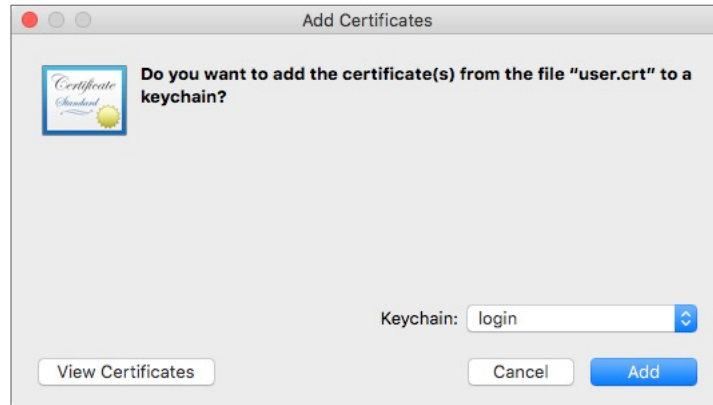 Add Certificates
Certificate
Standard
Do you want to add the certificate(s) from the file “user.crt” to a
keychain?
Keychain: login
View Certificates Cancel Add